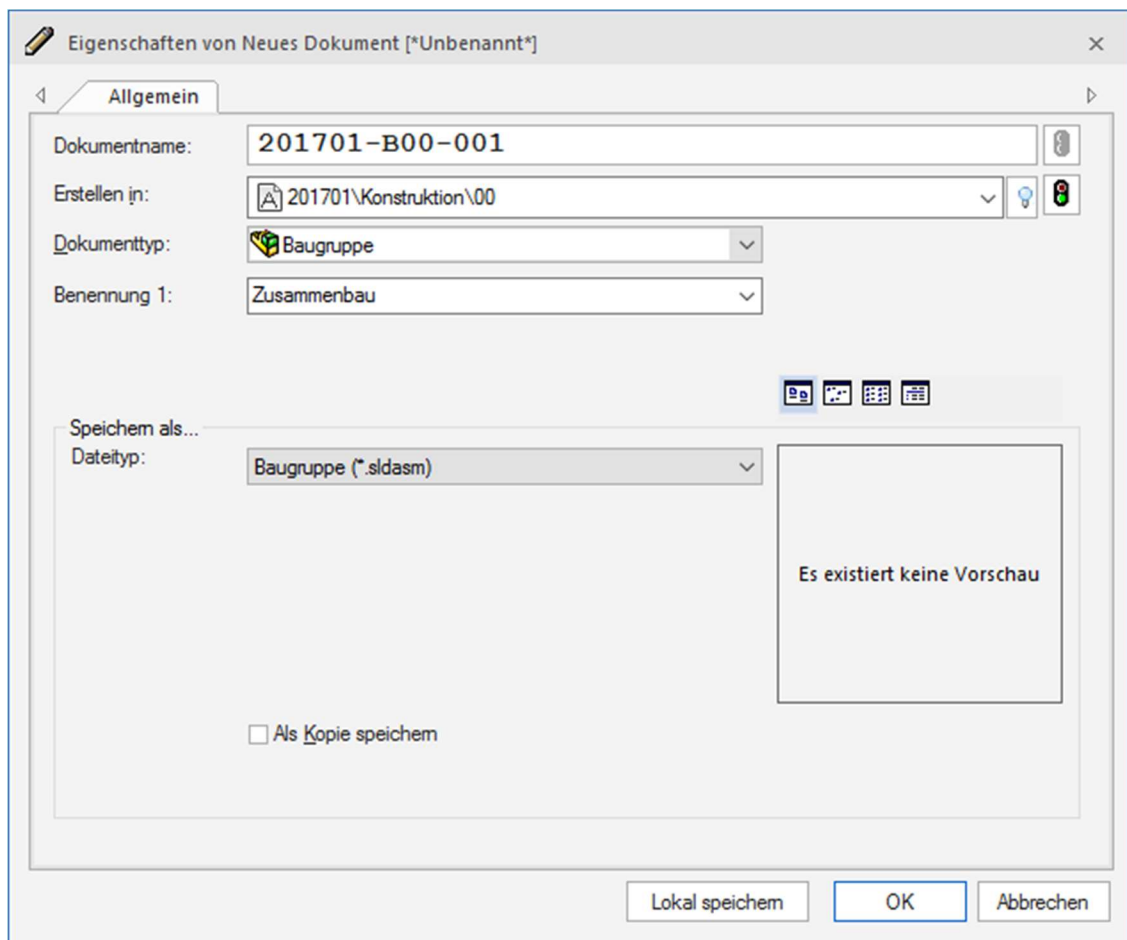 Eigenschaften von Neues Dokument [*Unbenannt*]
Allgemein
Dokumentname: 201701-B00-001
Erstellen in: 201701\Konstruktion\00
Dokumenttyp: Baugruppe
Benennung 1: Zusammenbau
Speichern als...
Dateityp: Baugruppe (*.sldasm)
Es existiert keine Vorschau
Als Kopie speichern
Lokal speichern OK Abbrechen